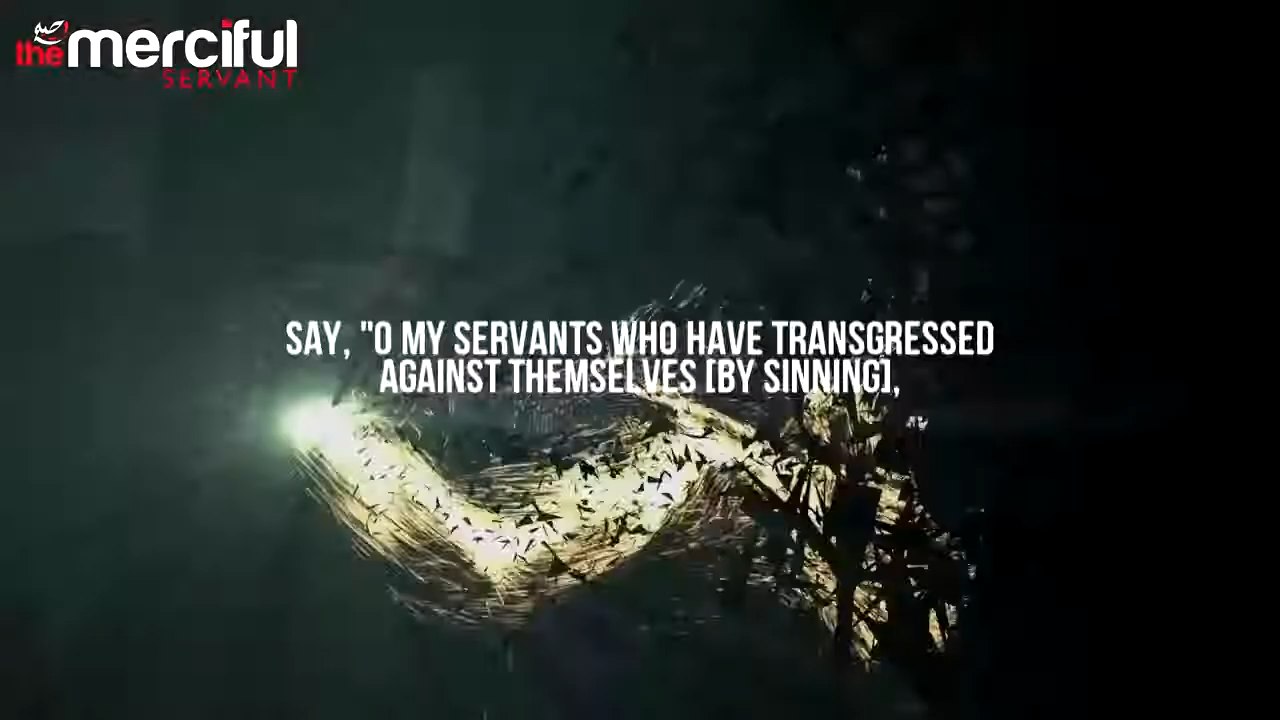 the merciful
SERVANT
SAY, "O MY SERVANTS WHO HAVE TRANSGRESSED
AGAINST THEMSELVES [BY SINNING],